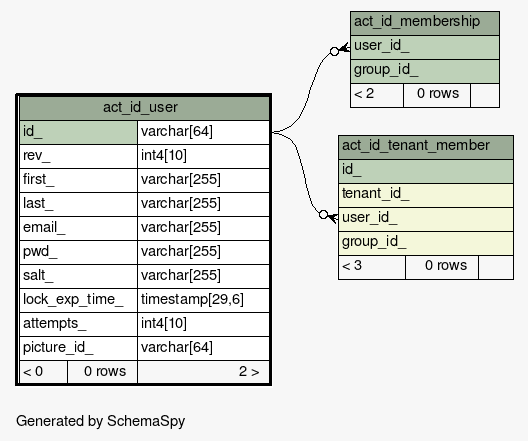 act_id_membership
user_id_
group_id_
< 2 0 rows
act_id_user
id_ varchar[64]
rev_ int4[10]
first_ varchar[255]
last_ varchar[255]
email_ varchar[255]
pwd_ varchar[255]
salt_ varchar[255]
lock_exp_time_ timestamp[29,6]
attempts_ int4[10]
picture_id_ varchar[64]
< 0 0 rows 2 >
act_id_tenant_member
id_
tenant_id_
user_id_
group_id_
< 3 0 rows
Generated by SchemaSpy